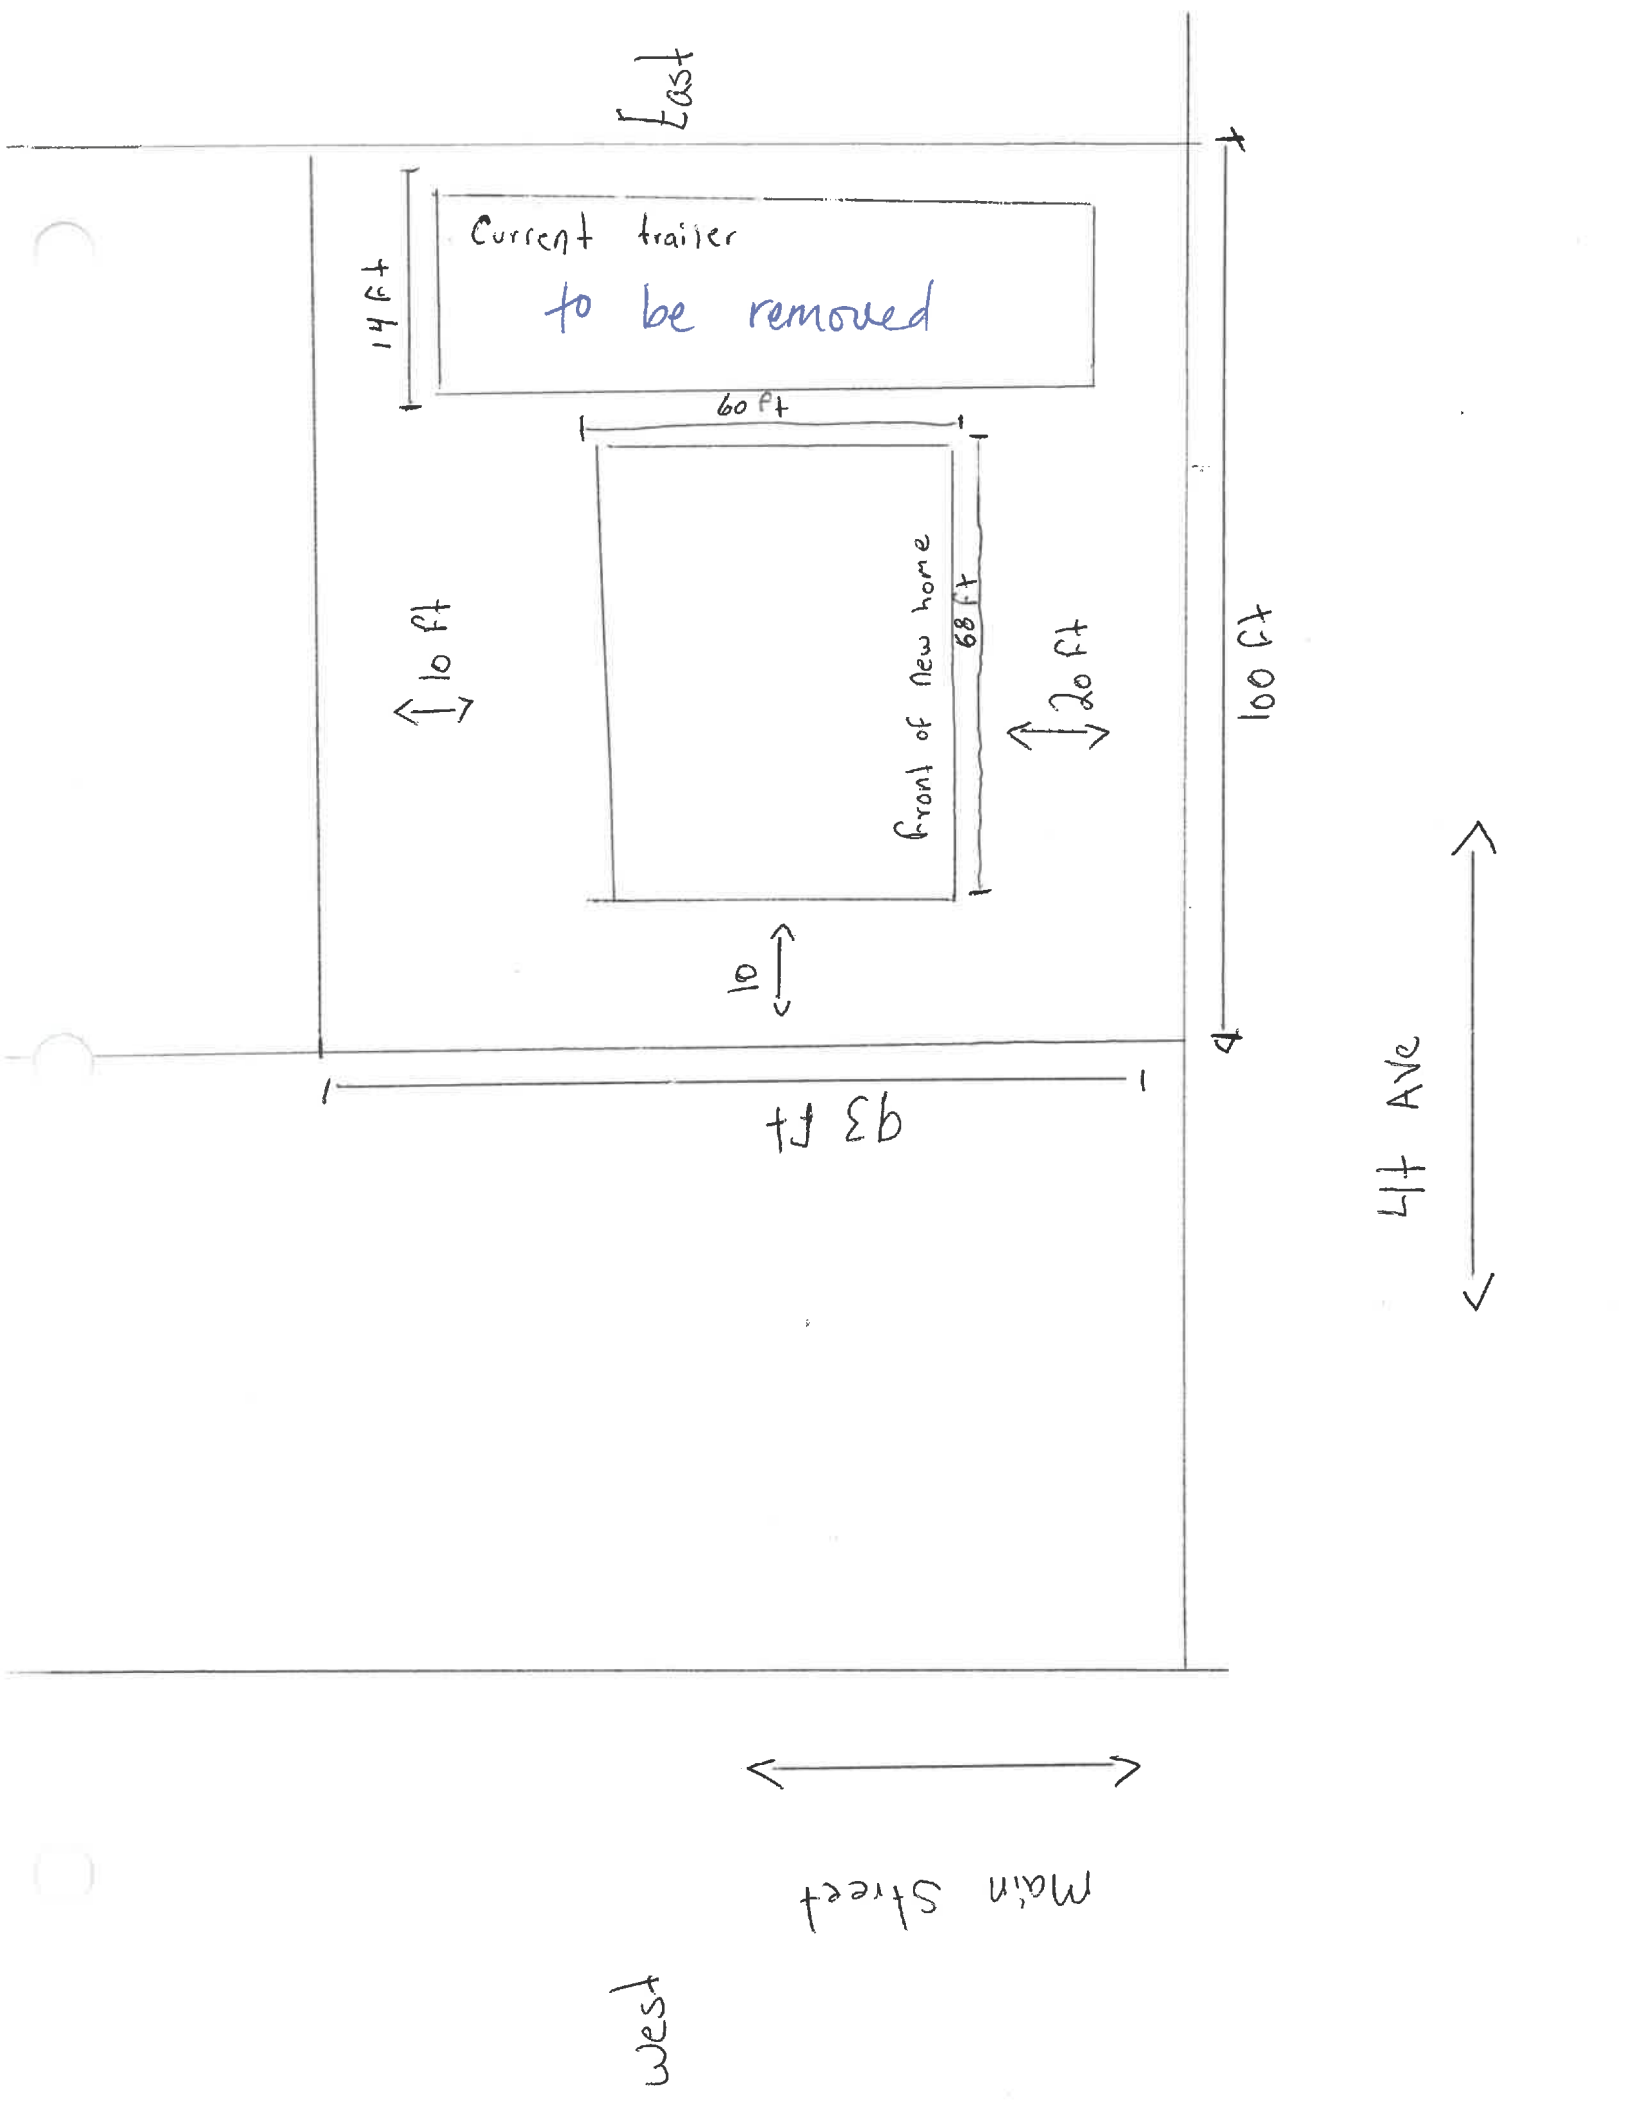 East
Current trailer
to be removed
14 ft
60 ft
10 ft
front of New home
68 ft
20 ft
100 ft
10
93 ft
4th Ave
Main Street
West